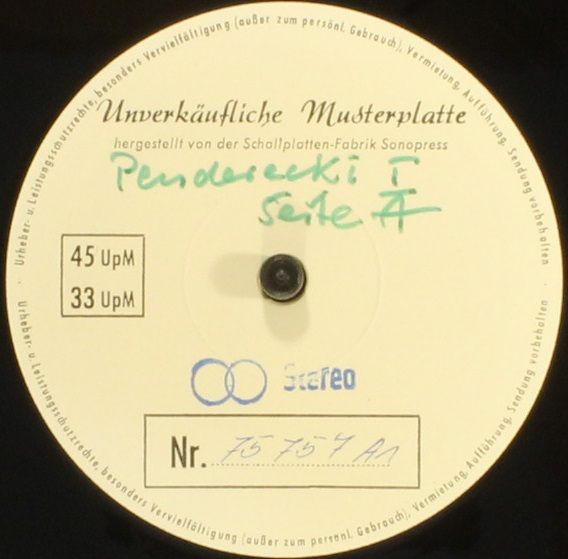 Urheber- u. Leistungsschutzrechte, besonders Vervielfältigung (außer zum persönl. Gebrauch), Vermietung, Aufführung, Sendung vorbehalten
Unverkäufliche Musterplatte
hergestellt von der Schallplatten-Fabrik Sonopress
Penderecki I
Seite A
45 UpM
33 UpM
Stereo
Nr. 75 757 A1
Urheber- u. Leistungsschutzrechte, besonders Vervielfältigung (außer zum persönl. Gebrauch), Vermietung, Aufführung, Sendung vorbehalten